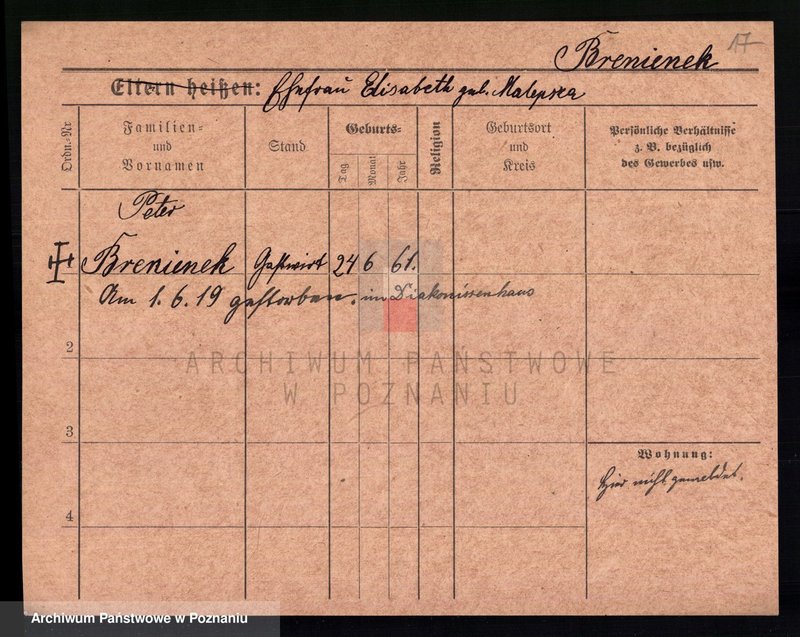 17
Brenienek
Eltern heißen: Ehefrau Elisabeth geb. Malepsza
Ordn.-Nr
Familien-
und
Vornamen
Stand
Geburts-
Tag
Monat
Jahr
Religion
Geburtsort
und
Kreis
Persönliche Verhältnisse
z. B. bezüglich
des Gewerbes usw.
Peter
Brenienek Gastwirt 24 6 61.
Am 1.6.19 gestorben. im Diakonissenhaus
2
ARCHIWUM PAŃSTWOWE
W POZNANIU
3
Wohnung:
Hier nicht gemeldet.
4
Archiwum Państwowe w Poznaniu